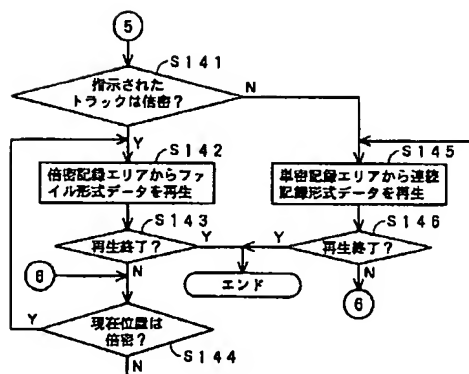 5
S141
指示された
トラックは倍密？
N
Y
S142
S145
倍密記録エリアからファ
イル形式データを再生
単密記録エリアから連続
記録形式データを再生
S143
S146
再生終了？
Y
Y
再生終了？
N
エンド
N
6
6
Y
現在位置は
倍密？
S144
N